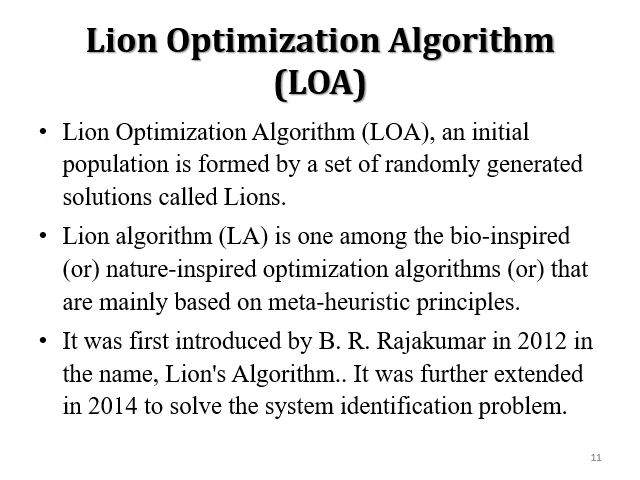 Lion Optimization Algorithm
(LOA)
• Lion Optimization Algorithm (LOA), an initial
population is formed by a set of randomly generated
solutions called Lions.
• Lion algorithm (LA) is one among the bio-inspired
(or) nature-inspired optimization algorithms (or) that
are mainly based on meta-heuristic principles.
• It was first introduced by B. R. Rajakumar in 2012 in
the name, Lion's Algorithm.. It was further extended
in 2014 to solve the system identification problem.
11